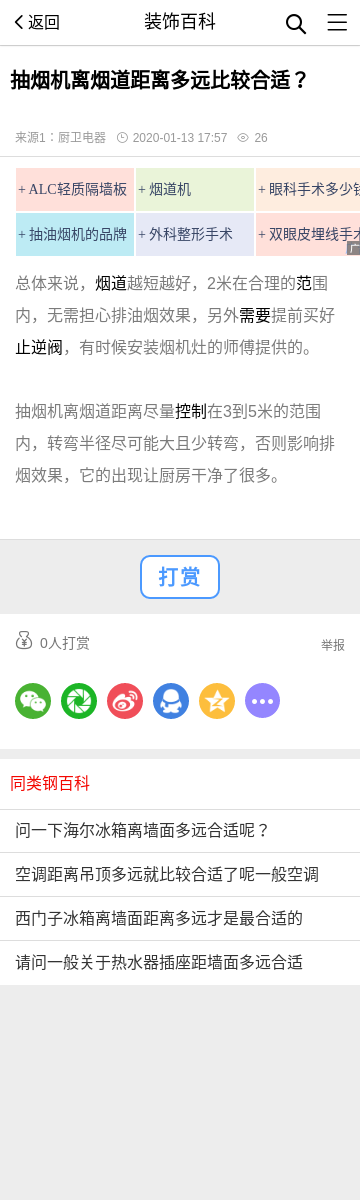 返回
装饰百科
抽烟机离烟道距离多远比较合适？
来源1：厨卫电器 2020-01-13 17:57 26
+ ALC轻质隔墙板 + 烟道机 + 眼科手术多少钱
+ 抽油烟机的品牌 + 外科整形手术 + 双眼皮埋线手术
广
总体来说，烟道越短越好，2米在合理的范围
内，无需担心排油烟效果，另外需要提前买好
止逆阀，有时候安装烟机灶的师傅提供的。
抽烟机离烟道距离尽量控制在3到5米的范围
内，转弯半径尽可能大且少转弯，否则影响排
烟效果，它的出现让厨房干净了很多。
打赏
¥ 0人打赏
举报
同类钢百科
问一下海尔冰箱离墙面多远合适呢？
空调距离吊顶多远就比较合适了呢一般空调
西门子冰箱离墙面距离多远才是最合适的
请问一般关于热水器插座距墙面多远合适